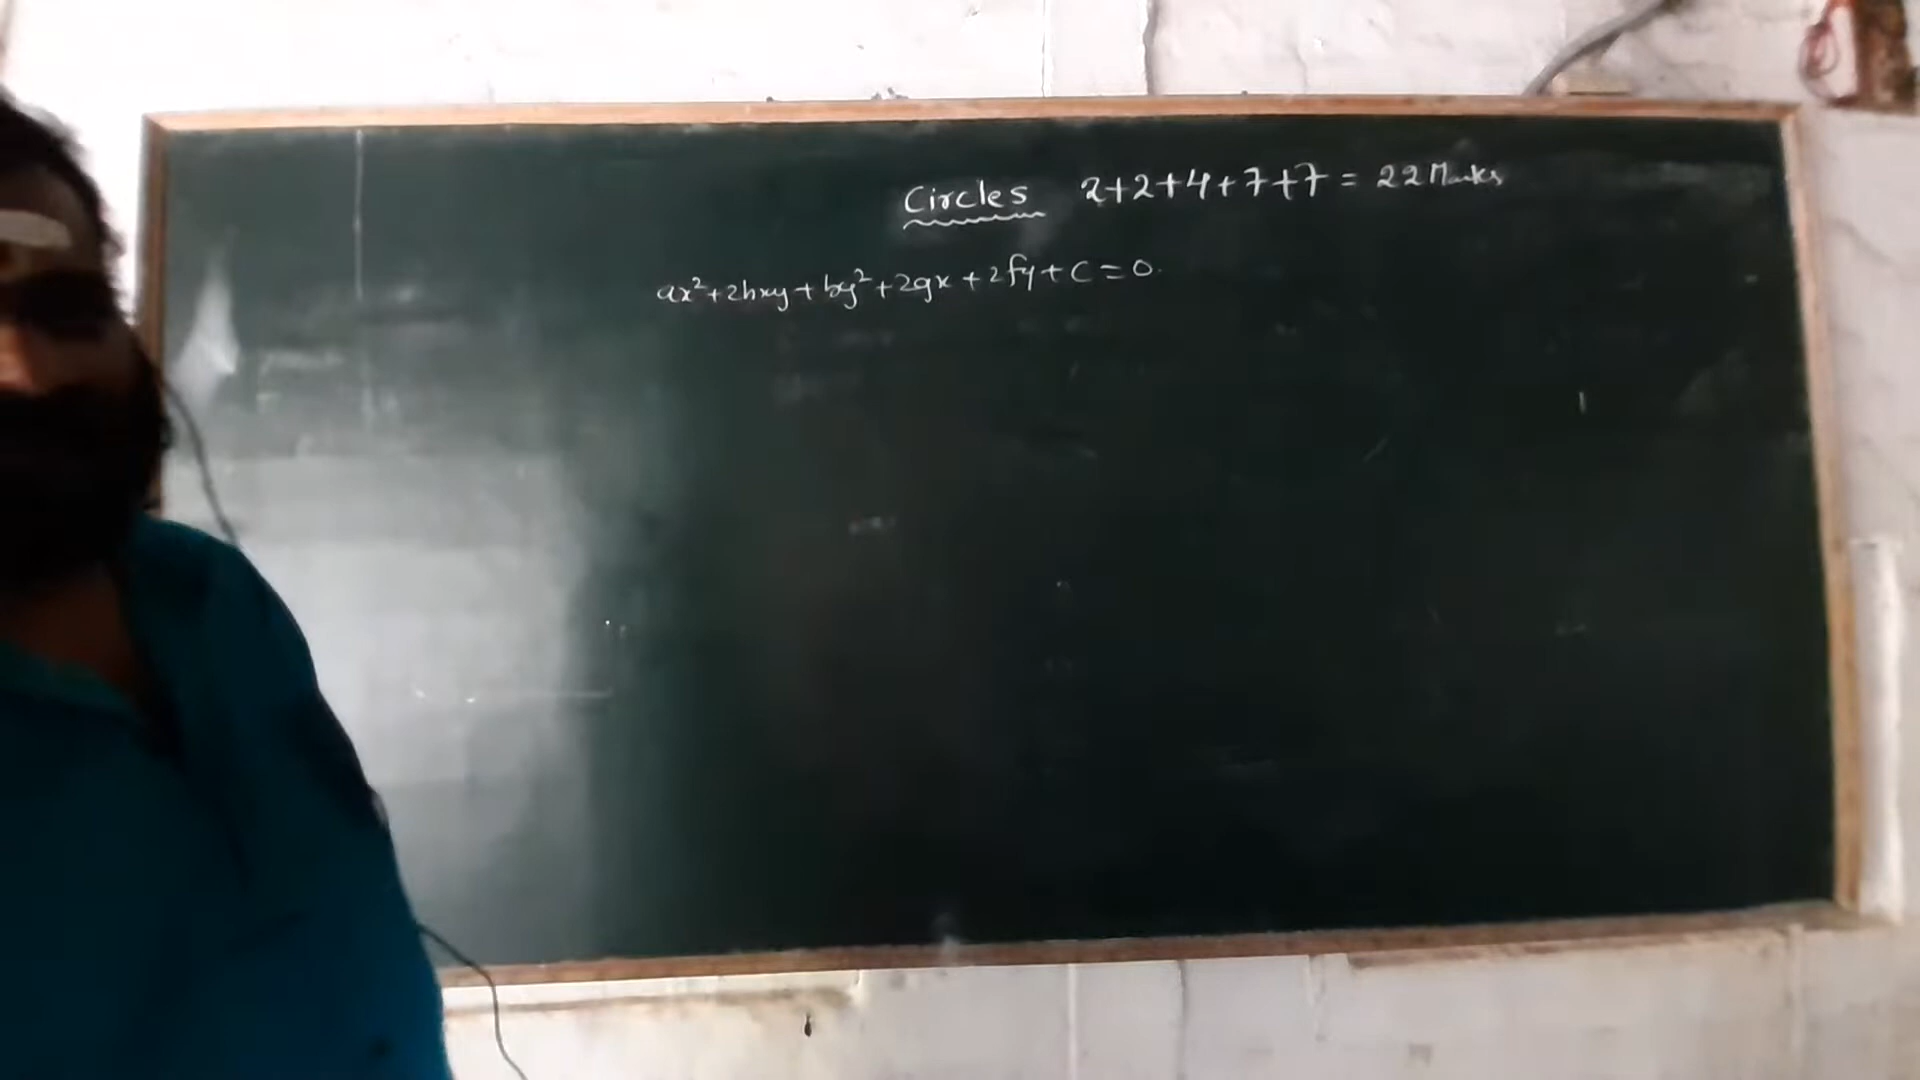 Circles 2+2+4+7+7 = 22 Marks
ax²+2hxy+by²+2gx+2fy+c=0.